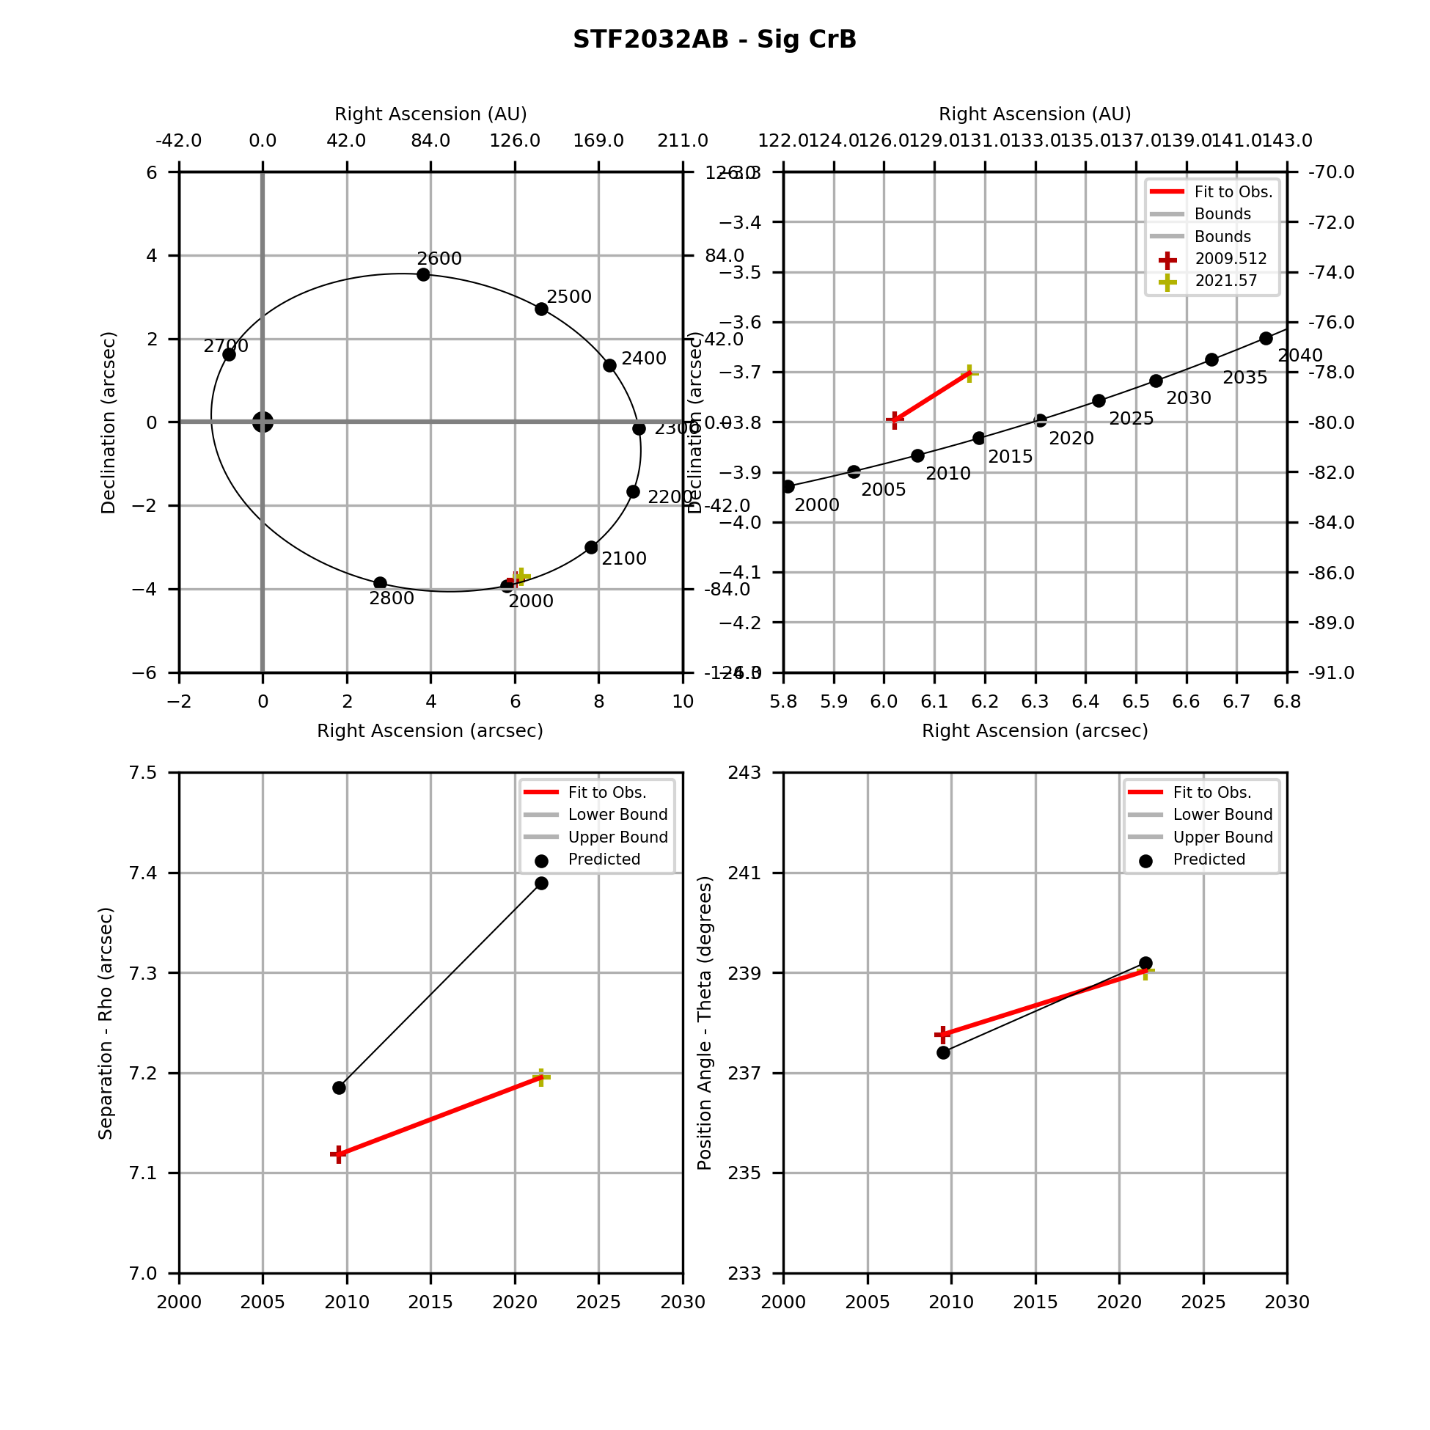 STF2032AB - Sig CrB
Right Ascension (AU)
-42.0 0.0 42.0 84.0 126.0 169.0 211.0
6 4 2 0 −2 −4 −6
Declination (arcsec)
2600
2500
2400
2700
2300
2200
2100
2000
2800
126.0 84.0 42.0 0.0 -42.0 -84.0 -126.0
−2 0 2 4 6 8 10
Right Ascension (arcsec)
Right Ascension (AU)
122.0 124.0 126.0 129.0 131.0 133.0 135.0 137.0 139.0 141.0 143.0
−3.3 −3.4 −3.5 −3.6 −3.7 −3.8 −3.9 −4.0 −4.1 −4.2 −4.3
Declination (arcsec)
Fit to Obs.
Bounds
Bounds
2009.512
2021.57
2040
2035
2030
2025
2020
2015
2010
2005
2000
-70.0 -72.0 -74.0 -76.0 -78.0 -80.0 -82.0 -84.0 -86.0 -89.0 -91.0
5.8 5.9 6.0 6.1 6.2 6.3 6.4 6.5 6.6 6.7 6.8
Right Ascension (arcsec)
7.5 7.4 7.3 7.2 7.1 7.0
Separation - Rho (arcsec)
Fit to Obs.
Lower Bound
Upper Bound
Predicted
2000 2005 2010 2015 2020 2025 2030
243 241 239 237 235 233
Position Angle - Theta (degrees)
Fit to Obs.
Lower Bound
Upper Bound
Predicted
2000 2005 2010 2015 2020 2025 2030